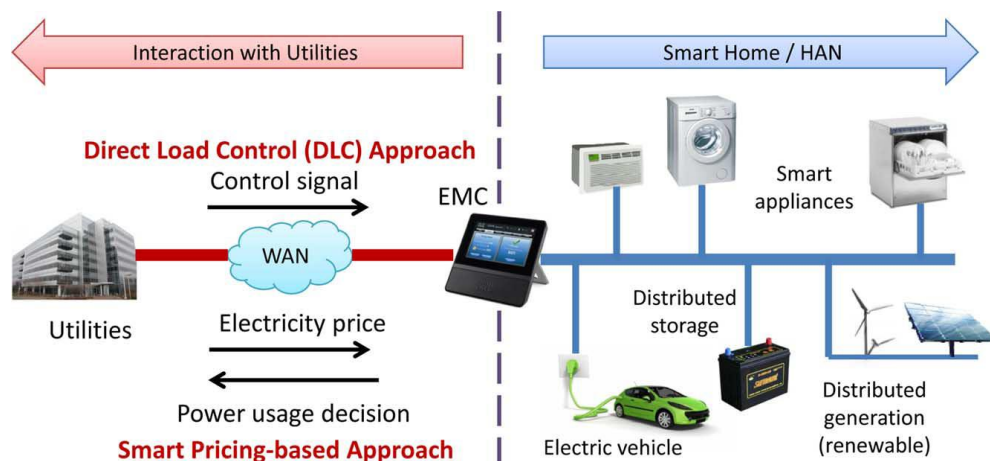 Interaction with Utilities
Smart Home / HAN
Direct Load Control (DLC) Approach
Control signal
EMC
Smart
appliances
WAN
Utilities
Electricity price
Distributed
storage
Power usage decision
Distributed
generation
(renewable)
Smart Pricing-based Approach
Electric vehicle